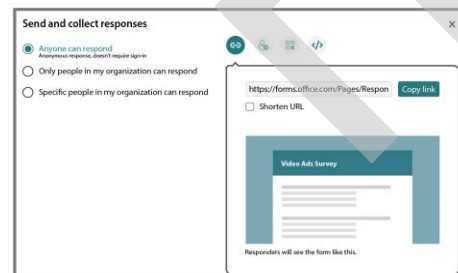 Send and collect responses
x
Anyone can respond
Anonymous response, doesn't require sign-in
Only people in my organization can respond
Specific people in my organization can respond
https://forms.office.com/Pages/Respon
Copy link
Shorten URL
Video Ads Survey
Responders will see the form like this.